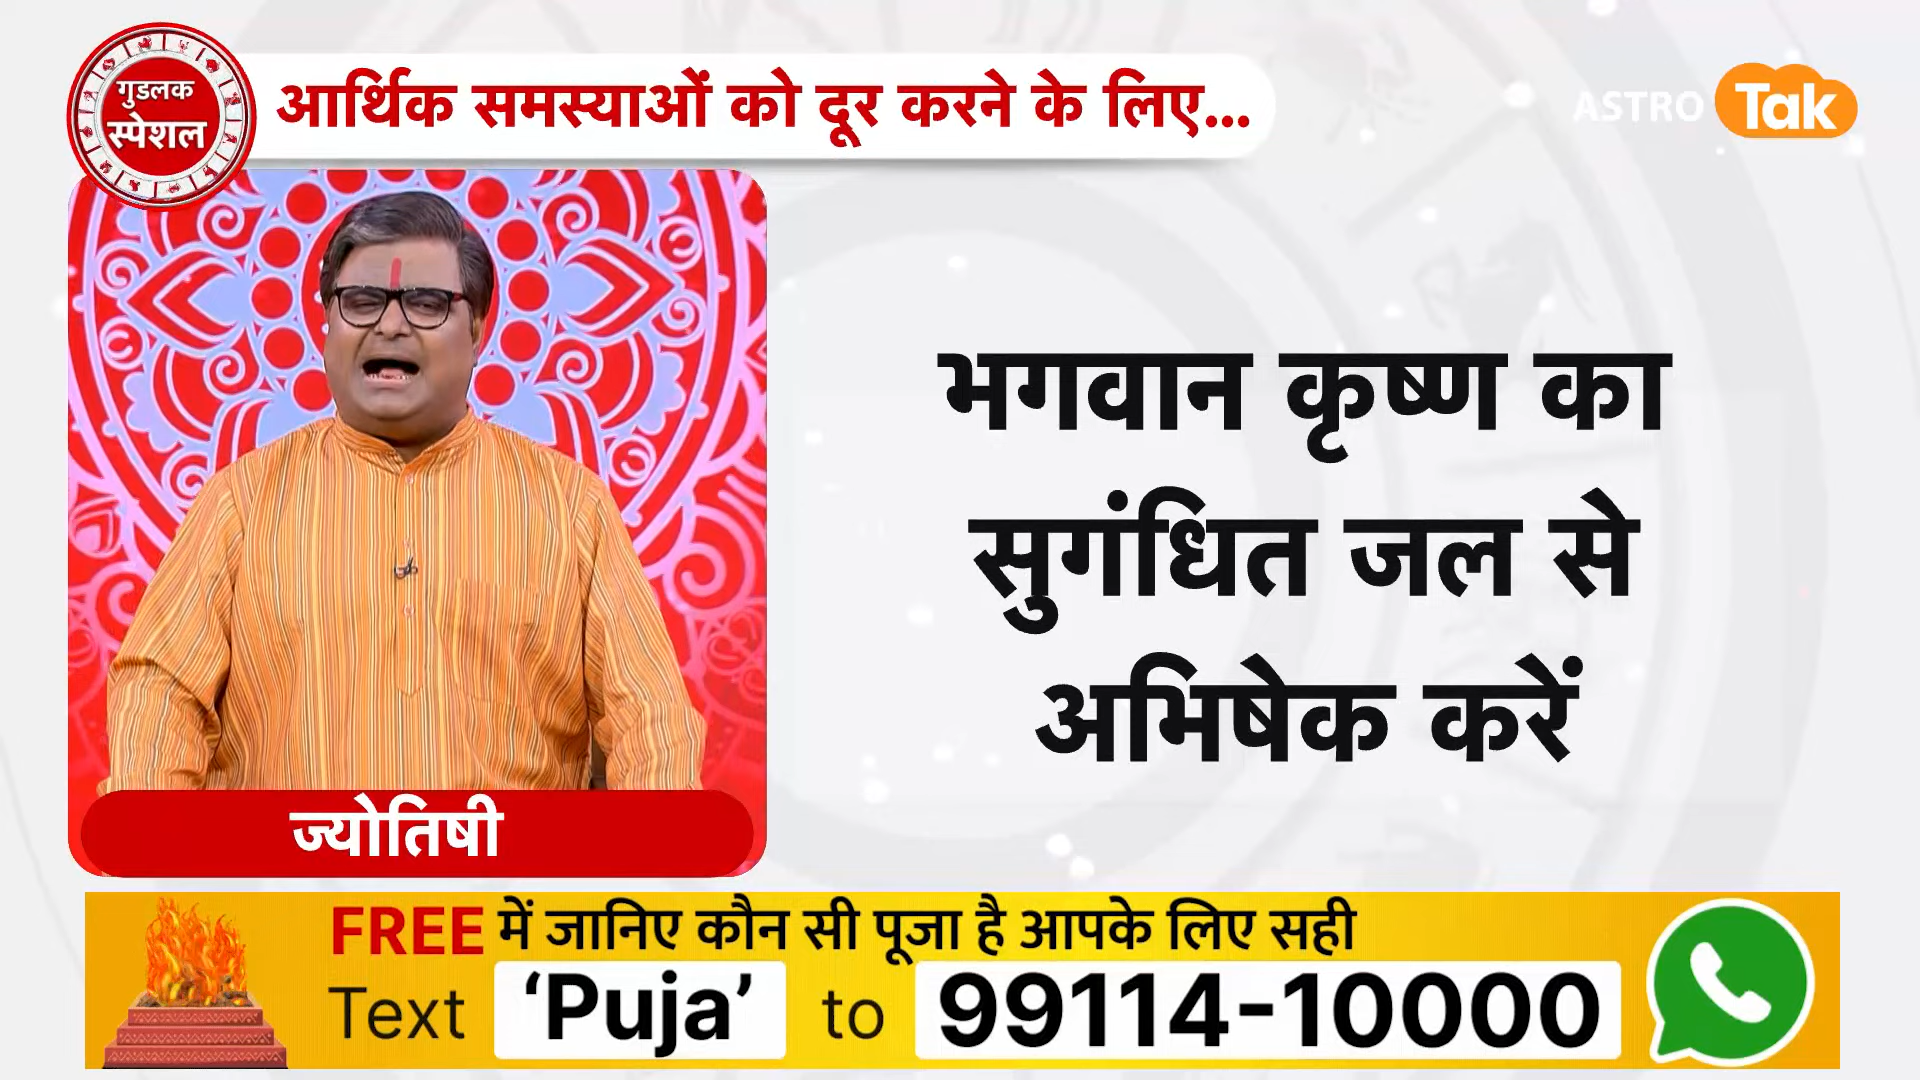 गुडलक
स्पेशल
आर्थिक समस्याओं को दूर करने के लिए...
ASTRO Tak
भगवान कृष्ण का
सुगंधित जल से
अभिषेक करें
ज्योतिषी
FREE में जानिए कौन सी पूजा है आपके लिए सही
Text ‘Puja’ to 99114-10000